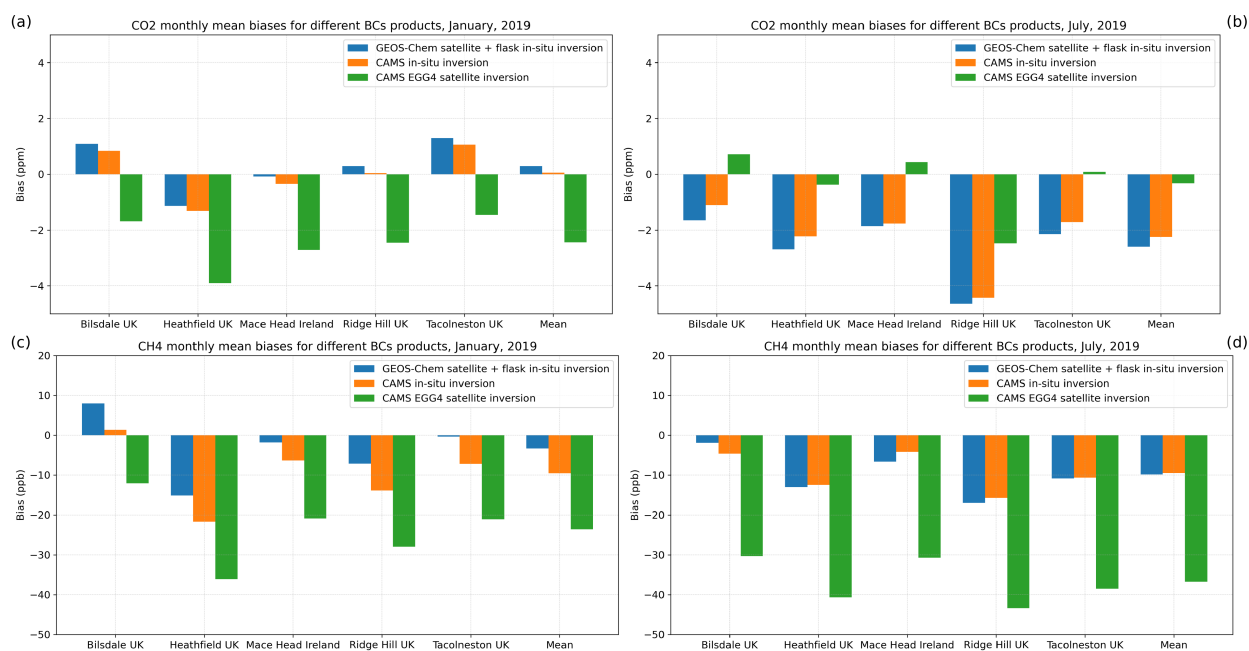 (a)
CO2 monthly mean biases for different BCs products, January, 2019
GEOS-Chem satellite + flask in-situ inversion
CAMS in-situ inversion
CAMS EGG4 satellite inversion
Bias (ppm)
4
2
0
−2
−4
Bilsdale UK
Heathfield UK
Mace Head Ireland
Ridge Hill UK
Tacolneston UK
Mean
(b)
CO2 monthly mean biases for different BCs products, July, 2019
GEOS-Chem satellite + flask in-situ inversion
CAMS in-situ inversion
CAMS EGG4 satellite inversion
Bias (ppm)
4
2
0
−2
−4
Bilsdale UK
Heathfield UK
Mace Head Ireland
Ridge Hill UK
Tacolneston UK
Mean
(c)
CH4 monthly mean biases for different BCs products, January, 2019
GEOS-Chem satellite + flask in-situ inversion
CAMS in-situ inversion
CAMS EGG4 satellite inversion
Bias (ppb)
20
10
0
−10
−20
−30
−40
−50
Bilsdale UK
Heathfield UK
Mace Head Ireland
Ridge Hill UK
Tacolneston UK
Mean
(d)
CH4 monthly mean biases for different BCs products, July, 2019
GEOS-Chem satellite + flask in-situ inversion
CAMS in-situ inversion
CAMS EGG4 satellite inversion
Bias (ppb)
20
10
0
−10
−20
−30
−40
−50
Bilsdale UK
Heathfield UK
Mace Head Ireland
Ridge Hill UK
Tacolneston UK
Mean